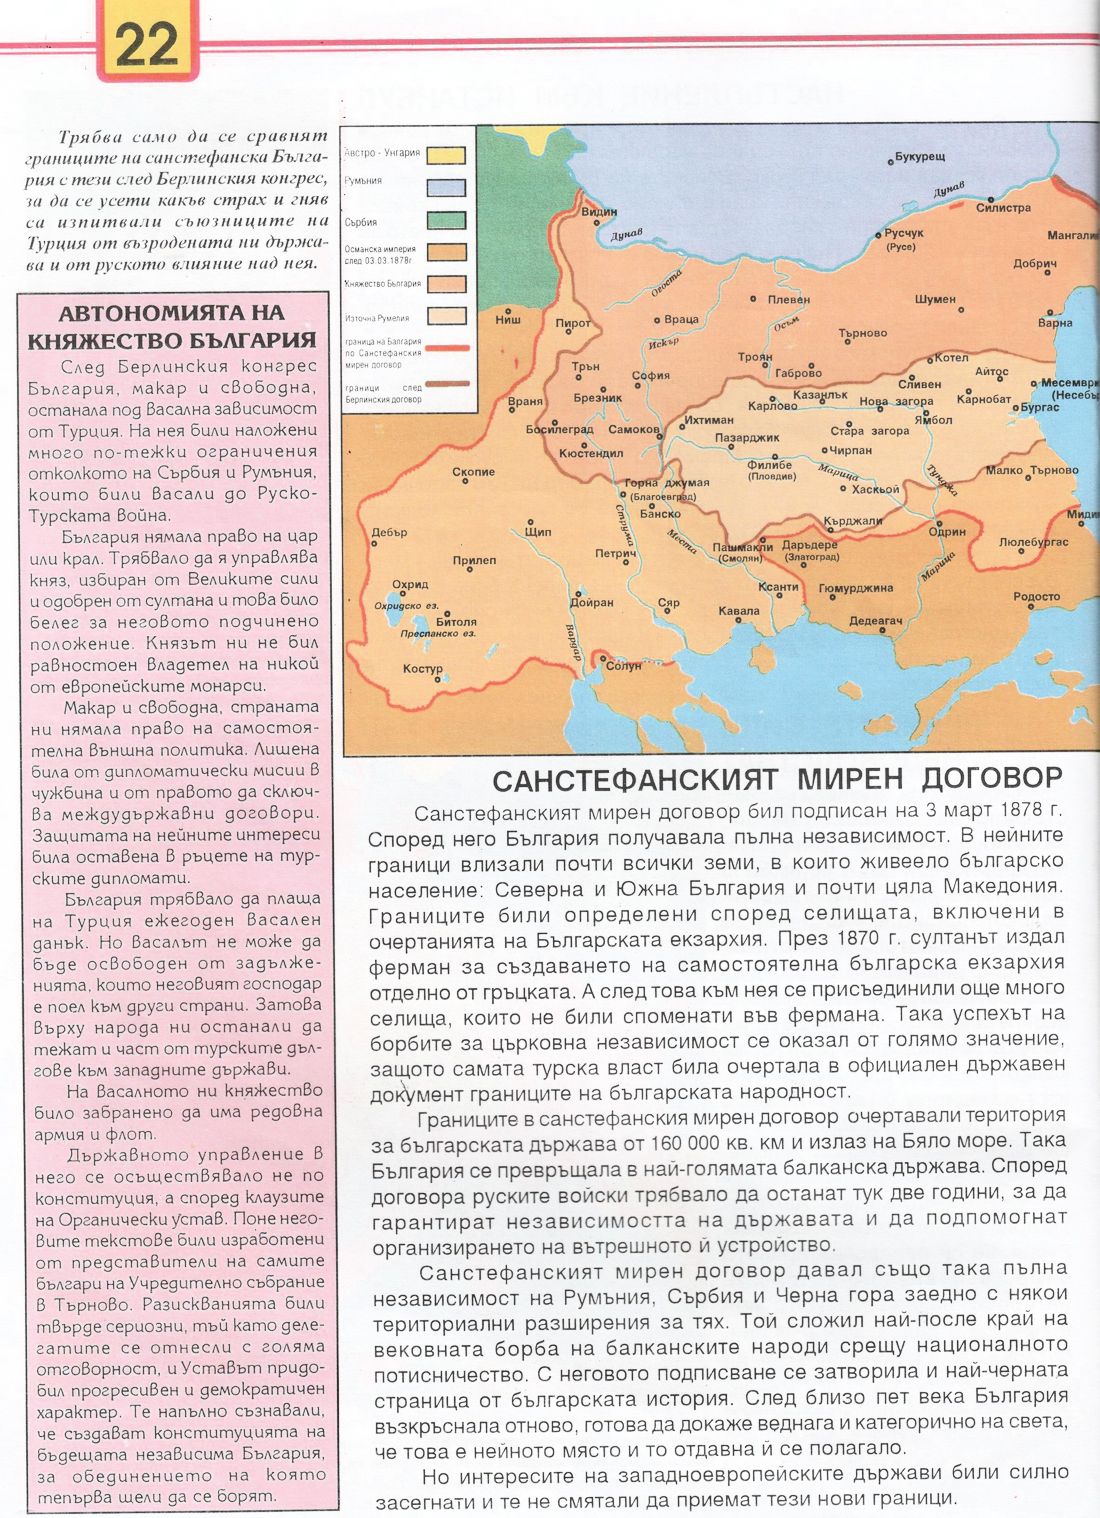 22
Трябва само да се сравнят
границите на санстефанска Бълга-
рия с тези след Берлинския конгрес,
за да се усети какъв страх и гняв
са изпитвали съюзниците на
Турция от възродената ни държа-
ва и от руското влияние над нея.
АВТОНОМИЯТА НА
КНЯЖЕСТВО БЪЛГАРИЯ
След Берлинския конгрес
България, макар и свободна,
останала под васална зависимост
от Турция. На нея били наложени
много по-тежки ограничения
отколкото на Сърбия и Румъния,
които били васали до Руско-
Турската война.
България нямала право на цар
или крал. Трябвало да я управлява
княз, избиран от Великите сили
и одобрен от султана и това било
белег за неговото подчинено
положение. Князът ни не бил
равностоен владетел на никой
от европейските монарси.
Макар и свободна, страната
ни нямала право на самостоя-
телна външна политика. Лишена
била от дипломатически мисии в
чужбина и от правото да сключ-
ва междудържавни договори.
Защитата на нейните интереси
била оставена в ръцете на тур-
ските дипломати.
България трябвало да плаща
на Турция ежегоден васален
данък. Но васалът не може да
бъде освободен от задълже-
нията, които неговият господар
е поел към други страни. Затова
върху народа ни останали да
тежат и част от турските дъл-
гове към западните държави.
На васалното ни княжество
било забранено да има редовна
армия и флот.
Държавното управление в
него се осъществявало не по
конституция, а според клаузите
на Органически устав. Поне него-
вите текстове били изработени
от представители на самите
българи на Учредително събрание
в Търново. Разискванията били
твърде сериозни, тъй като деле-
гатите се отнесли с голяма
отговорност, и Уставът придо-
бил прогресивен и демократичен
характер. Те напълно съзнавали,
че създават конституцията на
бъдещата независима България,
за обединението на която
тепърва щели да се борят.
Австро - Унгария
Румъния
Сърбия
Османска империя
след 03.03.1878г
Княжество България
Източна Румелия
граница на Балгария
по Санстефанския
мирен договор
граници след
Берлинския договор
Букурещ
Дунав
Силистра
Видин
Дунав
Русчук
(Русе)
Мангали
Добрич
Огоста
Плевен
Шумен
Ниш
Пирот
Враца
Осъм
Варна
Искър
Търново
Троян
Габрово
Котел
Трън
София
Айтос
Сливен
Месемвр
(Несебъ
Враня
Брезник
Казанлък
Карлово
Нова загора
Карнобат
Бургас
Босилеград
Самоков
Ихтиман
Ямбол
Пазарджик
Стара загора
Кюстендил
Чирпан
Скопие
Филибе
(Пловдив)
Марица
Тунджа
Малко Търново
Горна джумая
(Благоевград)
Хаскьой
Банско
Струма
Кърджали
Мидия
Дебър
Щип
Места
Одрин
Петрич
Пашмакли
(Смолян)
Даръдере
(Златоград)
Люлебургас
Прилеп
Марица
Охрид
Охридско ез.
Ксанти
Гюмурджина
Дойран
Сяр
Родосто
Битоля
Преспанско ез.
Кавала
Дедеагач
Вардар
Костур
Солун
САНСТЕФАНСКИЯТ МИРЕН ДОГОВОР
Санстефанският мирен договор бил подписан на 3 март 1878 г.
Според него България получавала пълна независимост. В нейните
граници влизали почти всички земи, в които живеело българско
население: Северна и Южна България и почти цяла Македония.
Границите били определени според селищата, включени в
очертанията на Българската екзархия. През 1870 г. султанът издал
ферман за създаването на самостоятелна българска екзархия
отделно от гръцката. А след това към нея се присъединили още много
селища, които не били споменати във фермана. Така успехът на
борбите за църковна независимост се оказал от голямо значение,
защото самата турска власт била очертала в официален държавен
документ границите на българската народност.
Границите в санстефанския мирен договор очертавали територия
за българската държава от 160 000 кв. км и излаз на Бяло море. Така
България се превръщала в най-голямата балканска държава. Според
договора руските войски трябвало да останат тук две години, за да
гарантират независимостта на държавата и да подпомогнат
организирането на вътрешното ѝ устройство.
Санстефанският мирен договор давал също така пълна
независимост на Румъния, Сърбия и Черна гора заедно с някои
териториални разширения за тях. Той сложил най-после край на
вековната борба на балканските народи срещу националното
потисничество. С неговото подписване се затворила и най-черната
страница от българската история. След близо пет века България
възкръснала отново, готова да докаже веднага и категорично на света,
че това е нейното място и то отдавна ѝ се полагало.
Но интересите на западноевропейските държави били силно
засегнати и те не смятали да приемат тези нови граници.